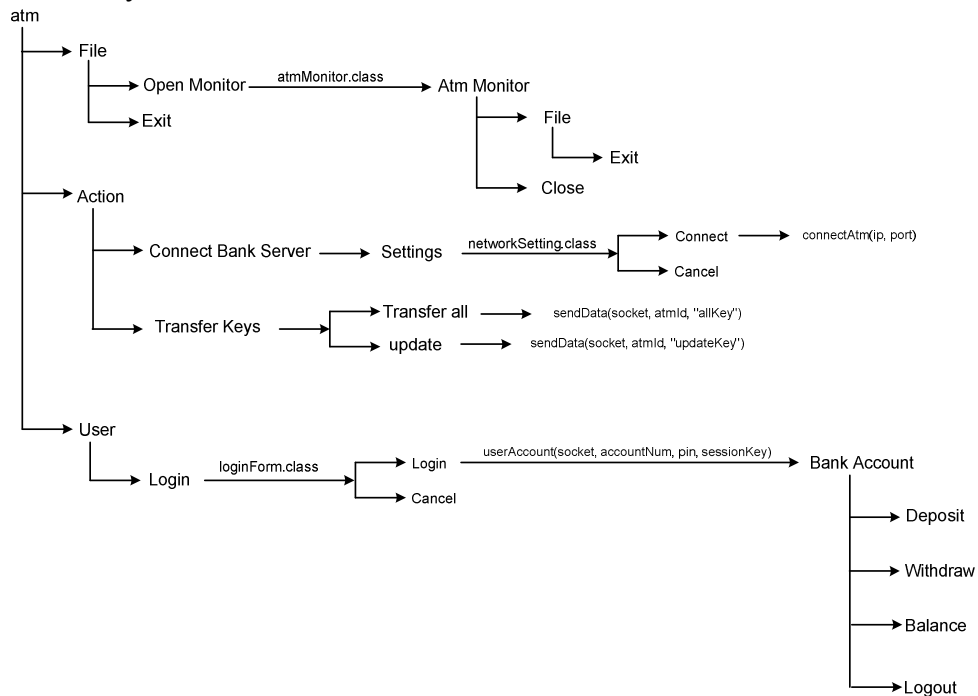 atm
File
Open Monitor
atmMonitor.class
Atm Monitor
Exit
File
Exit
Close
Action
Connect Bank Server
Settings
networkSetting.class
Connect
connectAtm(ip, port)
Cancel
Transfer Keys
Transfer all
sendData(socket, atmId, "allKey")
update
sendData(socket, atmId, "updateKey")
User
Login
loginForm.class
Login
userAccount(socket, accountNum, pin, sessionKey)
Bank Account
Cancel
Deposit
Withdraw
Balance
Logout